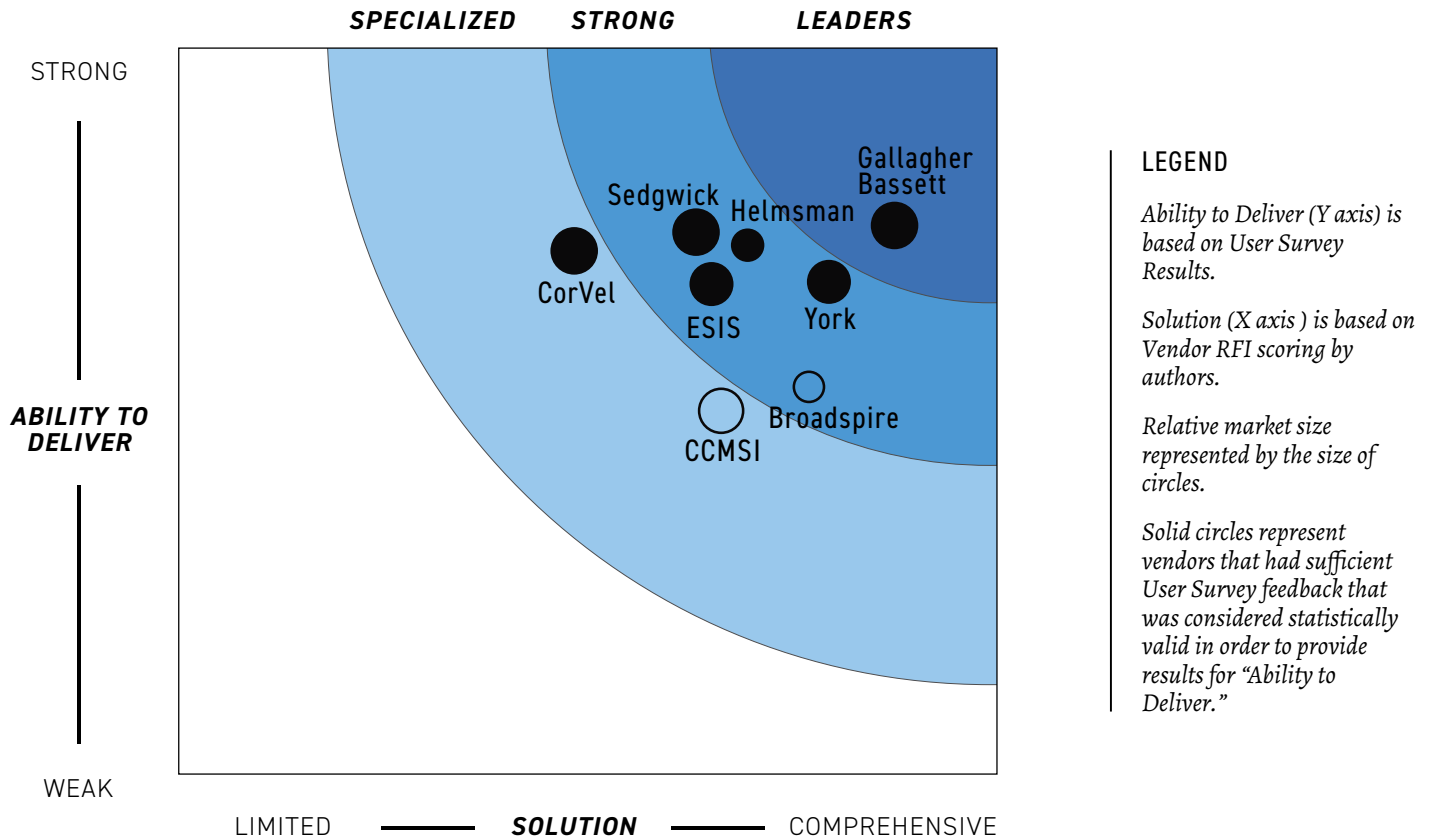 SPECIALIZED
STRONG
LEADERS
STRONG
ABILITY TO
DELIVER
WEAK
Gallagher
Bassett
Sedgwick
Helmsman
CorVel
ESIS
York
Broadspire
CCMSI
LIMITED
SOLUTION
COMPREHENSIVE
LEGEND
Ability to Deliver (Y axis) is
based on User Survey
Results.
Solution (X axis ) is based on
Vendor RFI scoring by
authors.
Relative market size
represented by the size of
circles.
Solid circles represent
vendors that had sufficient
User Survey feedback that
was considered statistically
valid in order to provide
results for “Ability to
Deliver.”